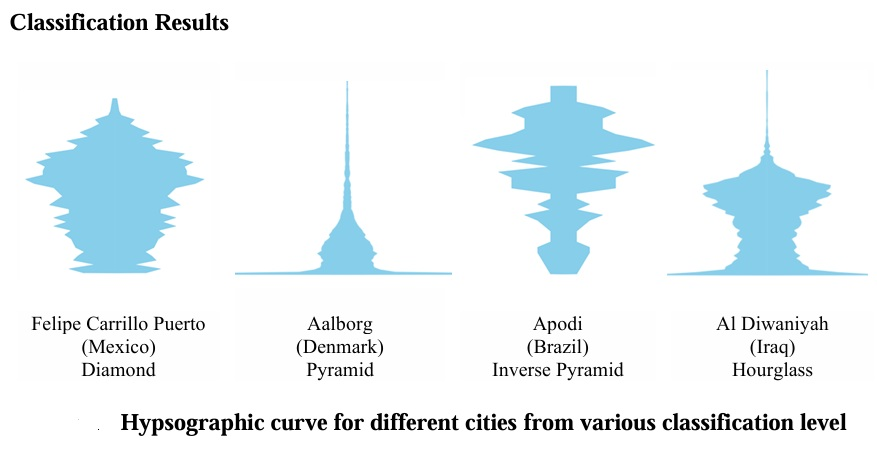 Classification Results
Felipe Carrillo Puerto
(Mexico)
Diamond
Aalborg
(Denmark)
Pyramid
Apodi
(Brazil)
Inverse Pyramid
Al Diwaniyah
(Iraq)
Hourglass
Hypsographic curve for different cities from various classification level